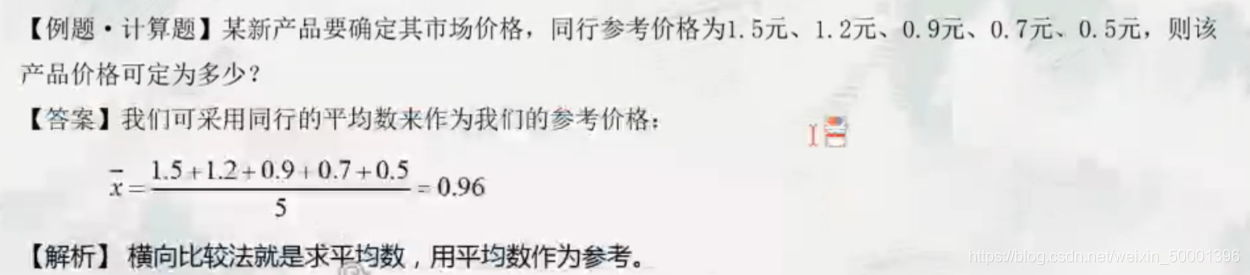 【例题·计算题】某新产品要确定其市场价格，同行参考价格为1.5元、1.2元、0.9元、0.7元、0.5元，则该
产品价格可定为多少？
【答案】我们可采用同行的平均数来作为我们的参考价格：
x̄ = (1.5+1.2+0.9+0.7+0.5)/5 = 0.96
【解析】 横向比较法就是求平均数，用平均数作为参考。
https://blog.csdn.net/weixin_50001396